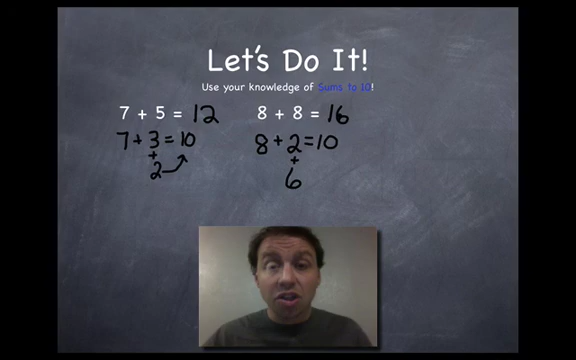 Let's Do It!
Use your knowledge of Sums to 10!
7 + 5 = 12
7 + 3 = 10
+
2
8 + 8 = 16
8 + 2 = 10
+
6